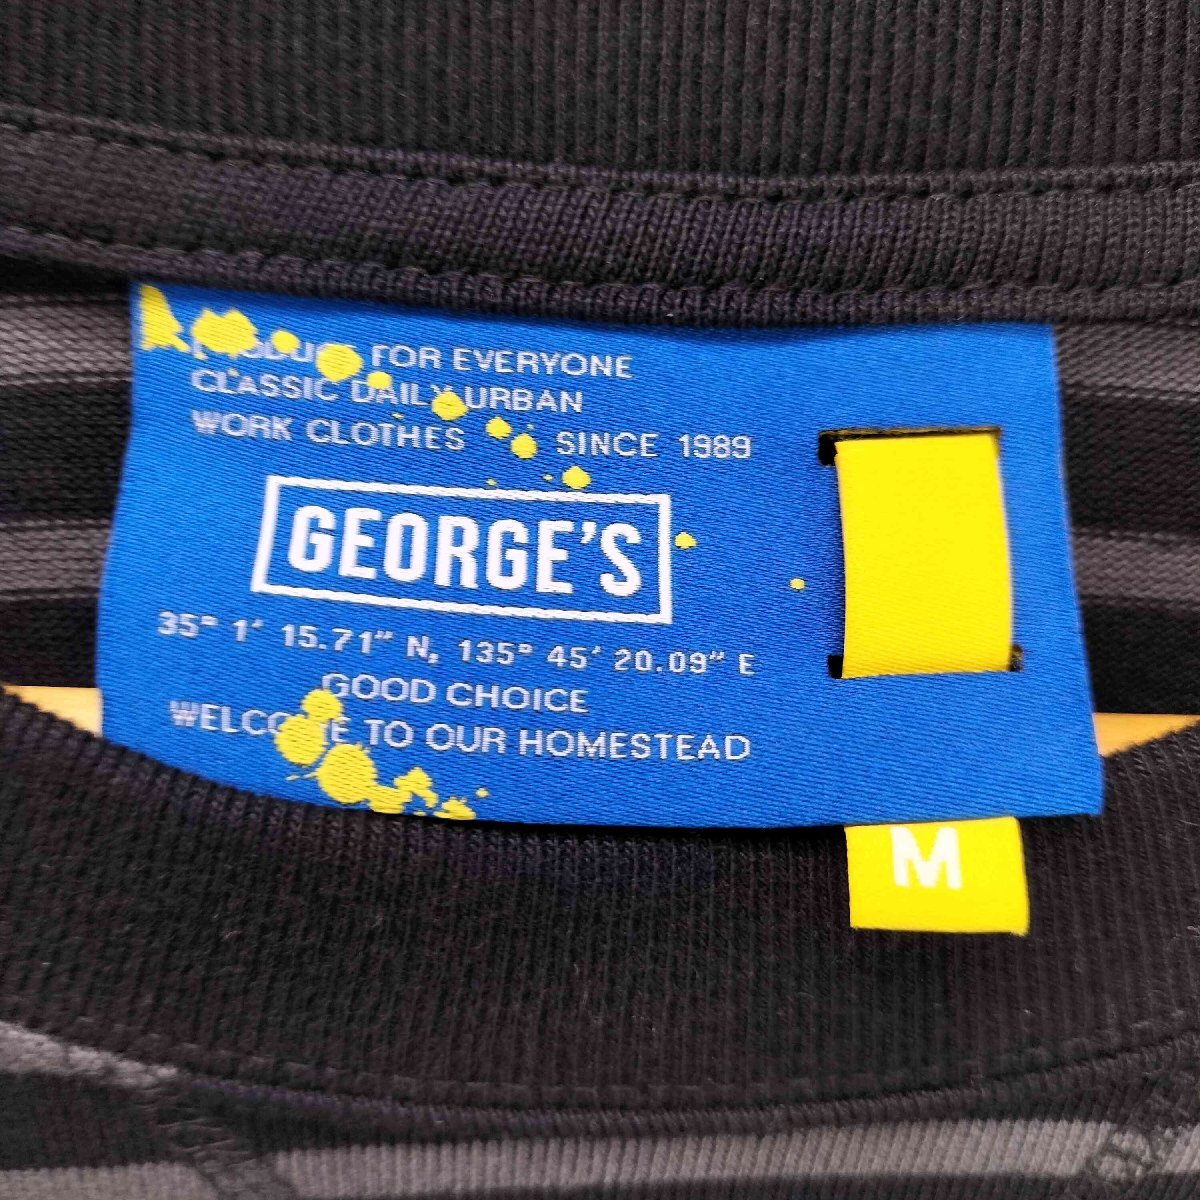 PRODUCT FOR EVERYONE
CLASSIC DAILY URBAN
WORK CLOTHES SINCE 1989
GEORGE'S
35° 1' 15.71" N, 135° 45' 20.09" E
GOOD CHOICE
WELCOME TO OUR HOMESTEAD
M